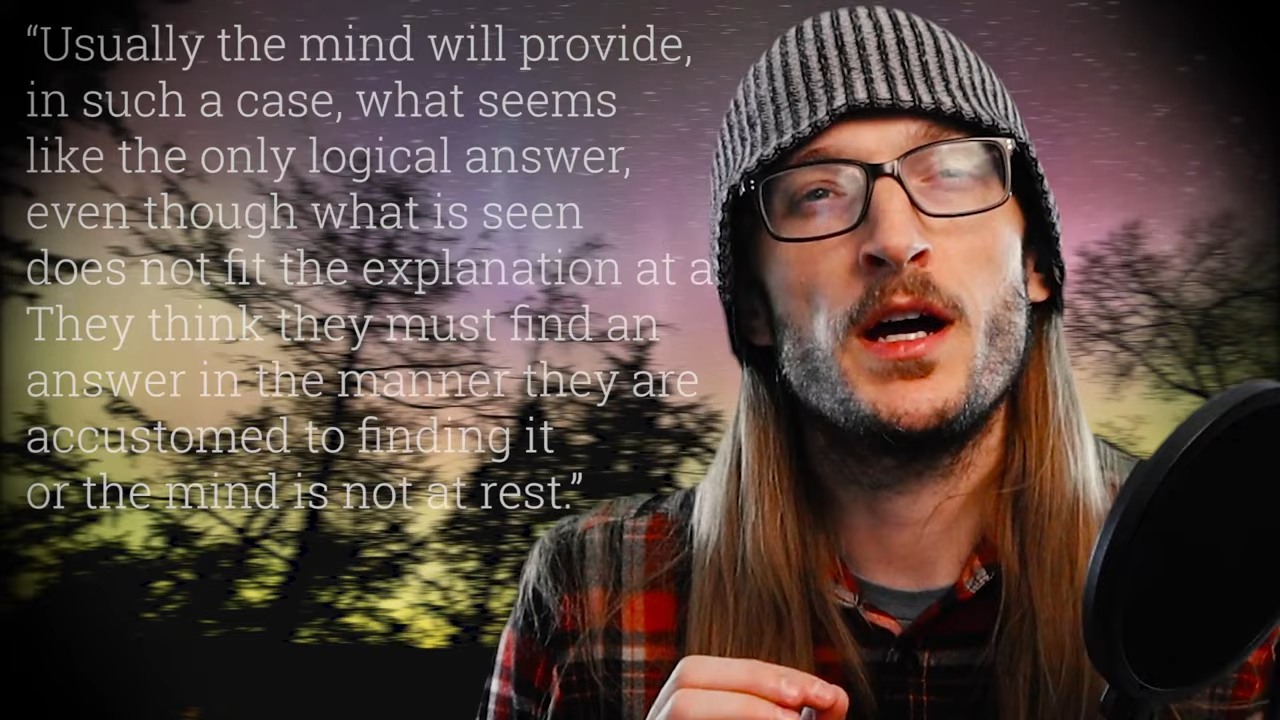 “Usually the mind will provide,
in such a case, what seems
like the only logical answer,
even though what is seen
does not fit the explanation at
They think they must find an
answer in the manner they are
accustomed to finding it
or the mind is not at rest.”